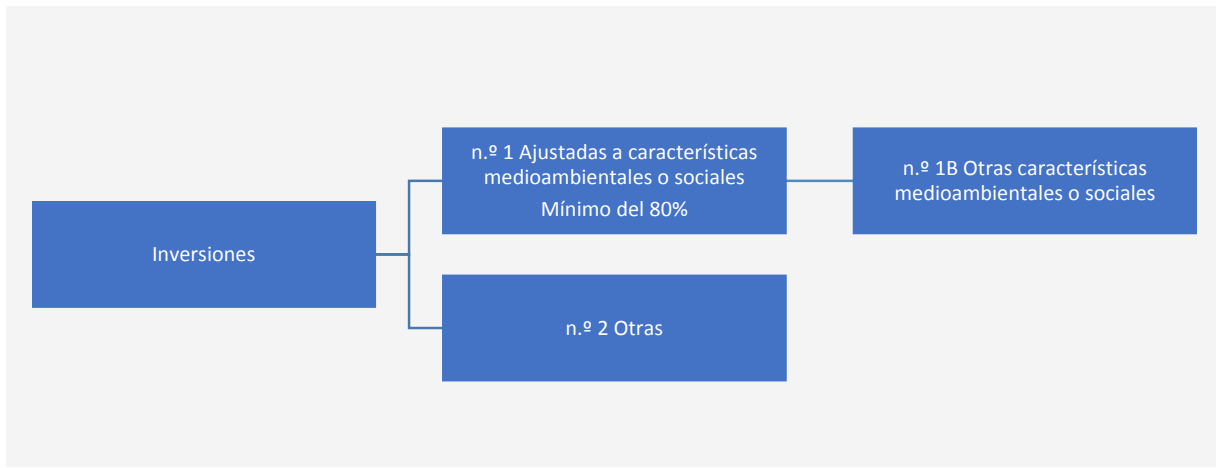 Inversiones
n.º 1 Ajustadas a características
medioambientales o sociales
Mínimo del 80%
n.º 1B Otras características
medioambientales o sociales
n.º 2 Otras